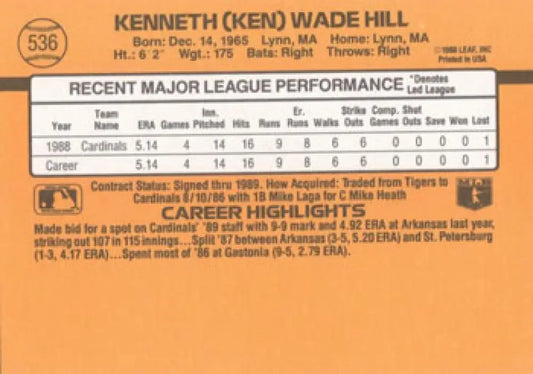 536
KENNETH (KEN) WADE HILL
Born: Dec. 14, 1965 Lynn, MA Home: Lynn, MA
Ht.: 6' 2" Wgt.: 175 Bats: Right Throws: Right
©1988 LEAF, INC
Printed in USA
RECENT MAJOR LEAGUE PERFORMANCE *Denotes Led League
Year Team Name ERA Games Inn. Pitched Hits Runs Er. Runs Walks Strike Outs Comp. Games Shut Outs Save Won Lost
1988 Cardinals 5.14 4 14 16 9 8 6 6 0 0 0 0 1
Career 5.14 4 14 16 9 8 6 6 0 0 0 0 1
Contract Status: Signed thru 1989. How Acquired: Traded from Tigers to
Cardinals 8/10/86 with 1B Mike Laga for C Mike Heath
CAREER HIGHLIGHTS
Made bid for a spot on Cardinals' '89 staff with 9-9 mark and 4.92 ERA at Arkansas last year,
striking out 107 in 115 innings...Split '87 between Arkansas (3-5, 5.20 ERA) and St. Petersburg
(1-3, 4.17 ERA)...Spent most of '86 at Gastonia (9-5, 2.79 ERA).